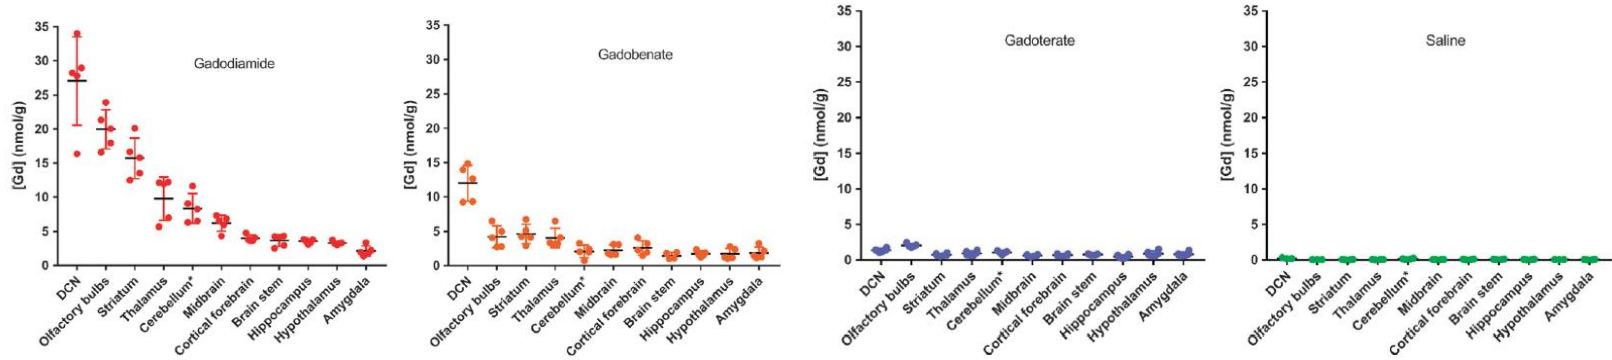 Gadodiamide
[Gd] (nmol/g)
35
30
25
20
15
10
5
0
DCN
Olfactory bulbs
Striatum
Thalamus
Cerebellum*
Midbrain
Cortical forebrain
Brain stem
Hippocampus
Hypothalamus
Amygdala
Gadobenate
[Gd] (nmol/g)
35
30
25
20
15
10
5
0
DCN
Olfactory bulbs
Striatum
Thalamus
Cerebellum*
Midbrain
Cortical forebrain
Brain stem
Hippocampus
Hypothalamus
Amygdala
Gadoterate
[Gd] (nmol/g)
35
30
25
20
15
10
5
0
DCN
Olfactory bulbs
Striatum
Thalamus
Cerebellum*
Midbrain
Cortical forebrain
Brain stem
Hippocampus
Hypothalamus
Amygdala
Saline
[Gd] (nmol/g)
35
30
25
20
15
10
5
0
DCN
Olfactory bulbs
Striatum
Thalamus
Cerebellum*
Midbrain
Cortical forebrain
Brain stem
Hippocampus
Hypothalamus
Amygdala